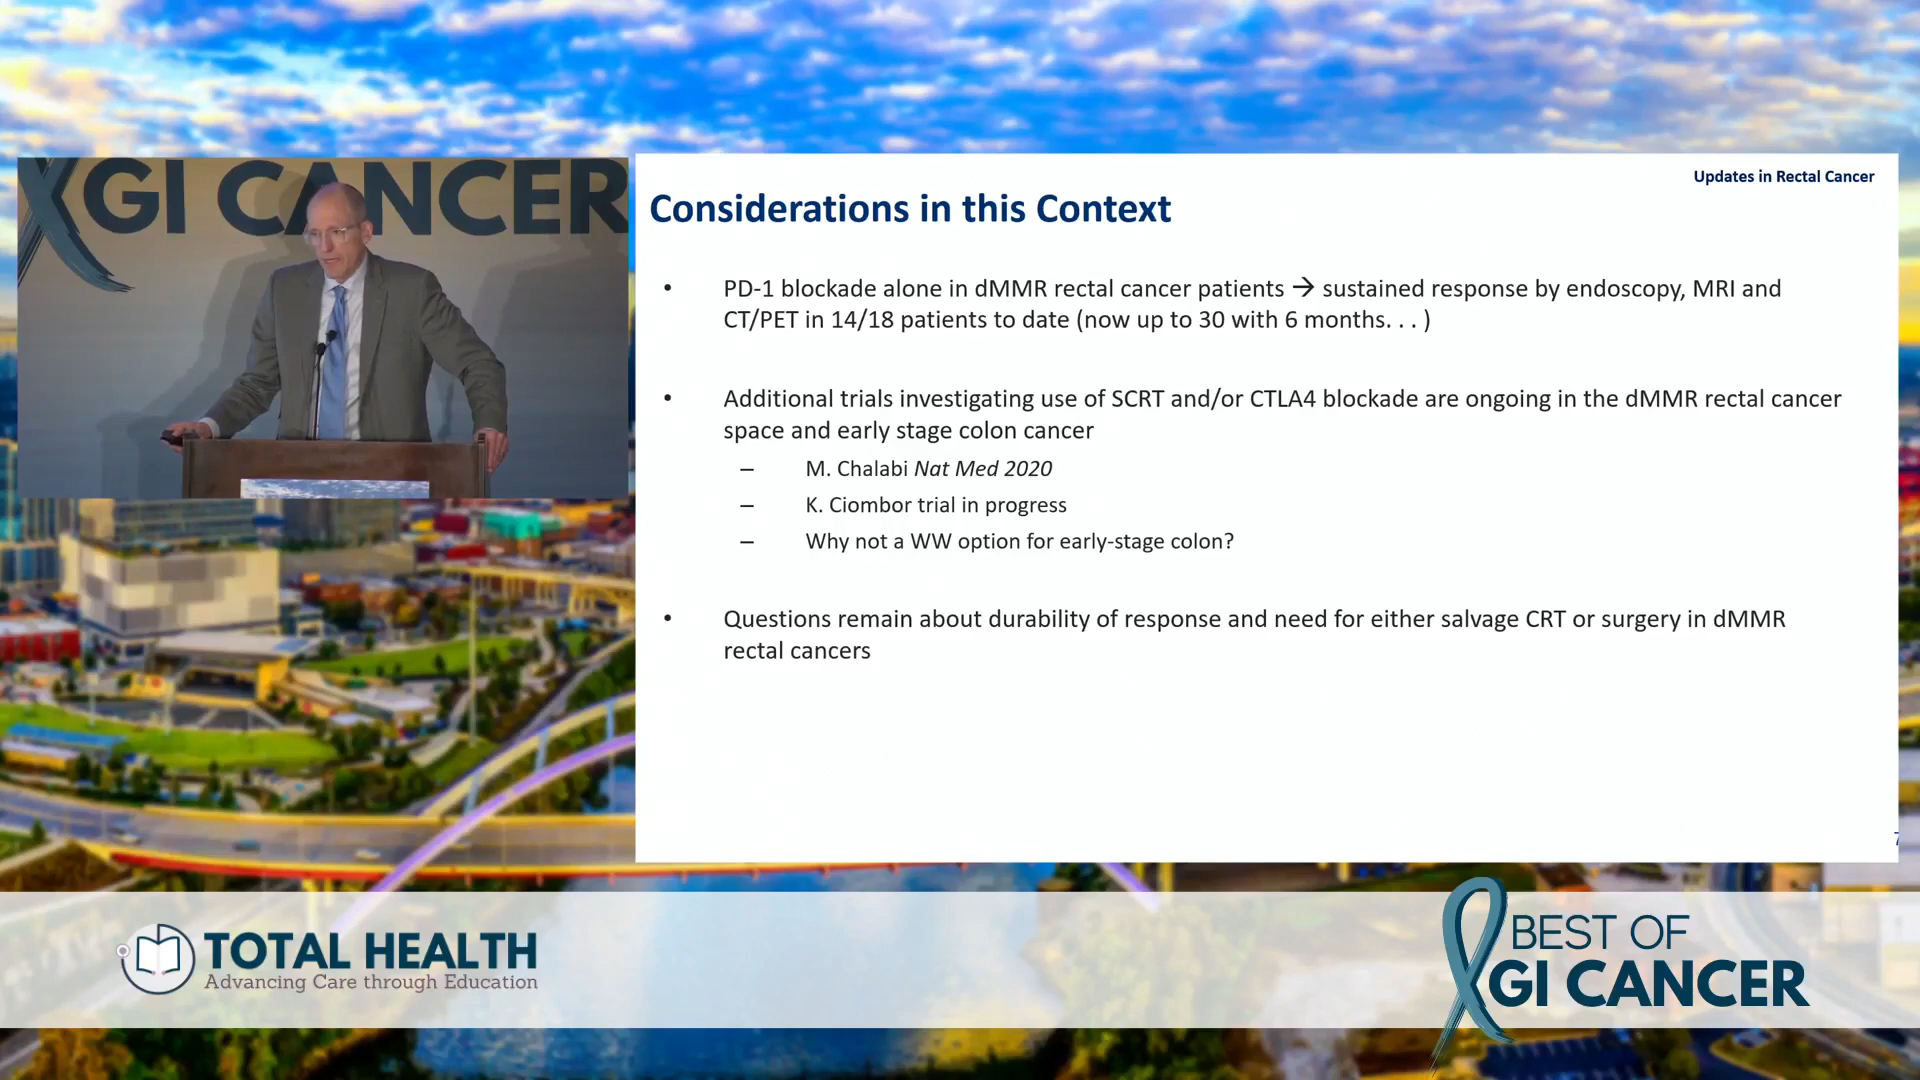 GI CANCER
Updates in Rectal Cancer
Considerations in this Context
• PD-1 blockade alone in dMMR rectal cancer patients → sustained response by endoscopy, MRI and
CT/PET in 14/18 patients to date (now up to 30 with 6 months. . . )
• Additional trials investigating use of SCRT and/or CTLA4 blockade are ongoing in the dMMR rectal cancer
space and early stage colon cancer
– M. Chalabi Nat Med 2020
– K. Ciombor trial in progress
– Why not a WW option for early-stage colon?
• Questions remain about durability of response and need for either salvage CRT or surgery in dMMR
rectal cancers
TOTAL HEALTH
Advancing Care through Education
BEST OF
GI CANCER